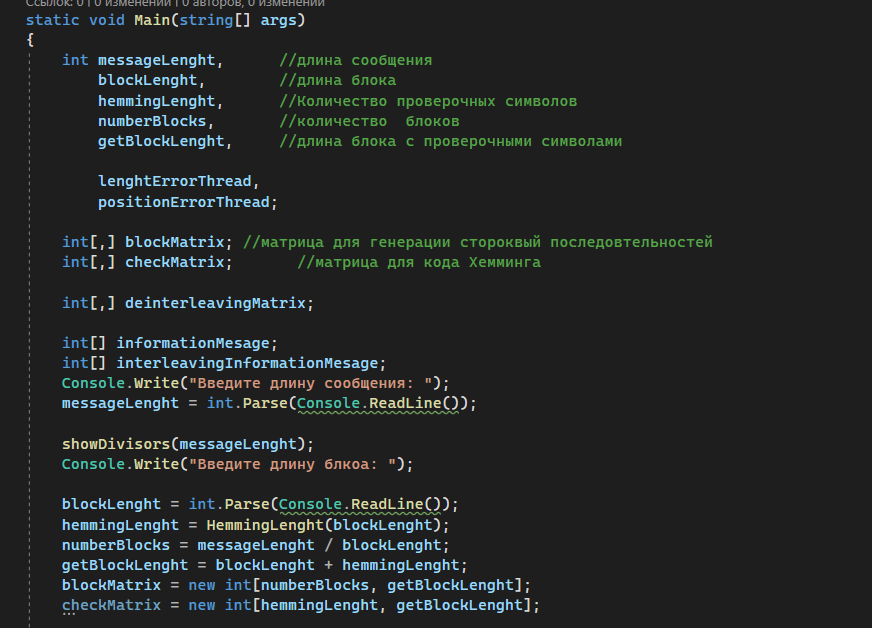 Ссылок: 0 | 0 изменений | 0 авторов, 0 изменений
static void Main(string[] args)
{
int messageLenght, //длина сообщения
blockLenght, //длина блока
hemmingLenght, //Количество проверочных символов
numberBlocks, //количество блоков
getBlockLenght, //длина блока с проверочными символами
lenghtErrorThread,
positionErrorThread;
int[,] blockMatrix; //матрица для генерации стороквый последовтельностей
int[,] checkMatrix; //матрица для кода Хемминга
int[,] deinterleavingMatrix;
int[] informationMesage;
int[] interleavingInformationMesage;
Console.Write("Введите длину сообщения: ");
messageLenght = int.Parse(Console.ReadLine());
showDivisors(messageLenght);
Console.Write("Введите длину блкоа: ");
blockLenght = int.Parse(Console.ReadLine());
hemmingLenght = HemmingLenght(blockLenght);
numberBlocks = messageLenght / blockLenght;
getBlockLenght = blockLenght + hemmingLenght;
blockMatrix = new int[numberBlocks, getBlockLenght];
checkMatrix = new int[hemmingLenght, getBlockLenght];